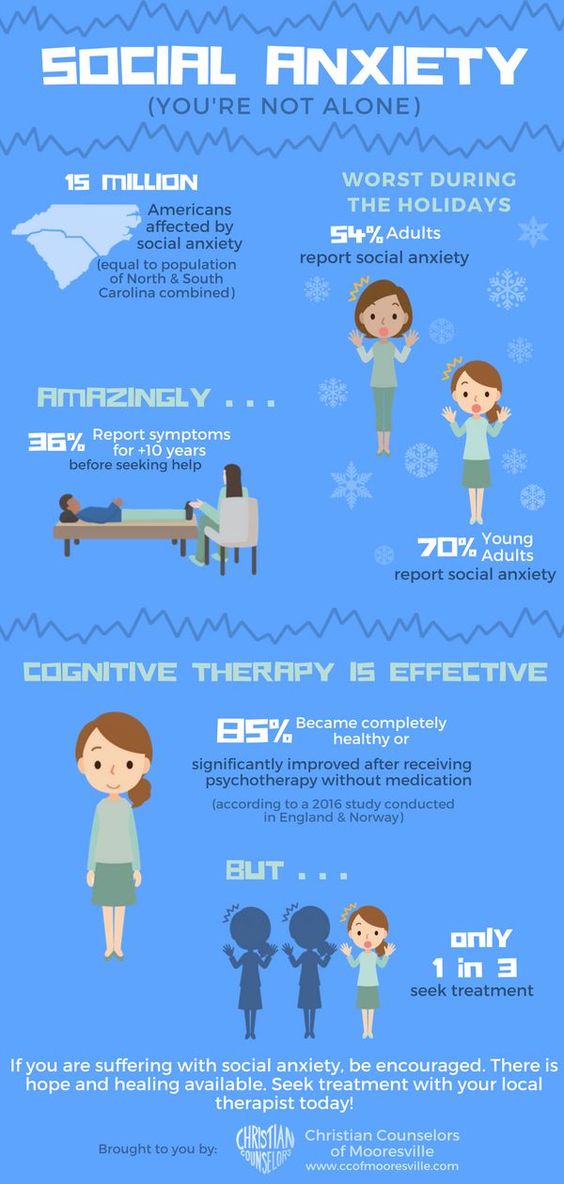 SOCIAL ANXIETY
(YOU'RE NOT ALONE)
15 MILLION
Americans
affected by
social anxiety
(equal to population
of North & South
Carolina combined)
WORST DURING
THE HOLIDAYS
54% Adults
report social anxiety
AMAZINGLY . . .
36% Report symptoms
for +10 years
before seeking help
70% Young
Adults
report social anxiety
COGNITIVE THERAPY IS EFFECTIVE
85% Became completely
healthy or
significantly improved after receiving
psychotherapy without medication
(according to a 2016 study conducted
in England & Norway)
BUT . . .
only
1 in 3
seek treatment
If you are suffering with social anxiety, be encouraged. There is
hope and healing available. Seek treatment with your local
therapist today!
Brought to you by:
CHRISTIAN
COUNSELORS
Christian Counselors
of Mooresville
www.ccofmooresville.com